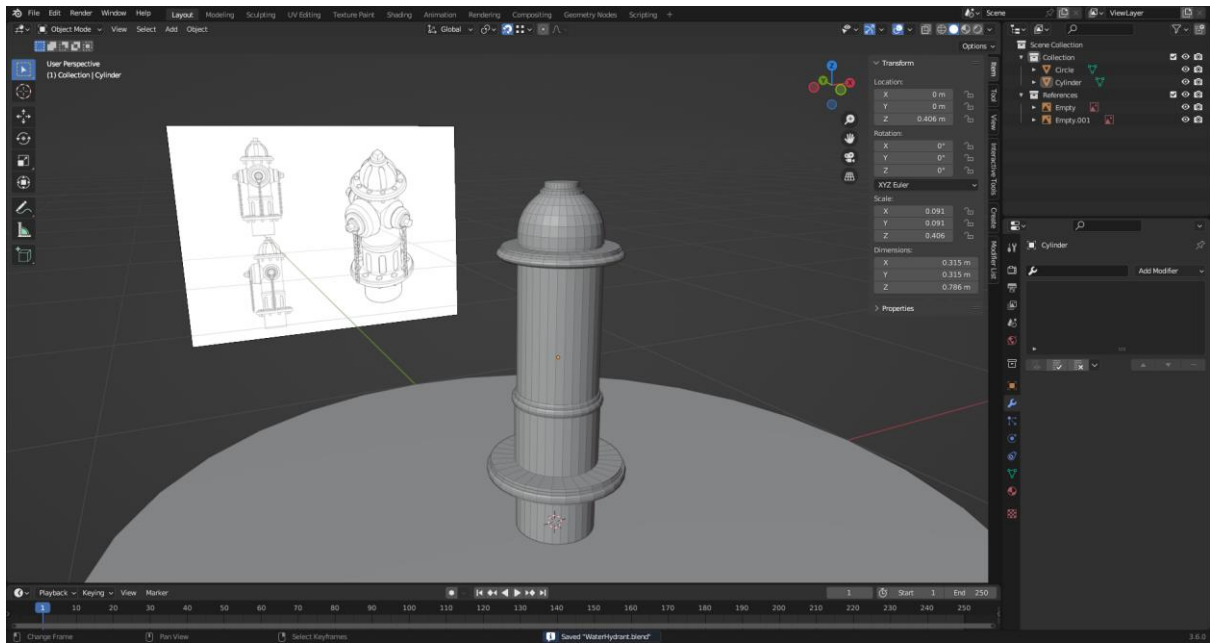 File Edit Render Window Help Layout Modeling Sculpting UV Editing Texture Paint Shading Animation Rendering Compositing Geometry Nodes Scripting + Scene ViewLayer
Object Mode View Select Add Object Global
Options
User Perspective
(1) Collection | Cylinder
Transform
Location:
X 0 m
Y 0 m
Z 0.406 m
Rotation:
X 0°
Y 0°
Z 0°
XYZ Euler
Scale:
X 0.091
Y 0.091
Z 0.406
Dimensions:
X 0.315 m
Y 0.315 m
Z 0.786 m
Properties
Item
Tool
View
Interactive Tools
Create
Modifier List
Z
Y
X
Scene Collection
Collection
Circle
Cylinder
References
Empty
Empty.001
Cylinder
Add Modifier
Playback Keying View Marker 1 Start 1 End 250
1 10 20 30 40 50 60 70 80 90 100 110 120 130 140 150 160 170 180 190 200 210 220 230 240 250
Change Frame Pan View Select Keyframes Saved "WaterHydrant.blend" 3.6.0